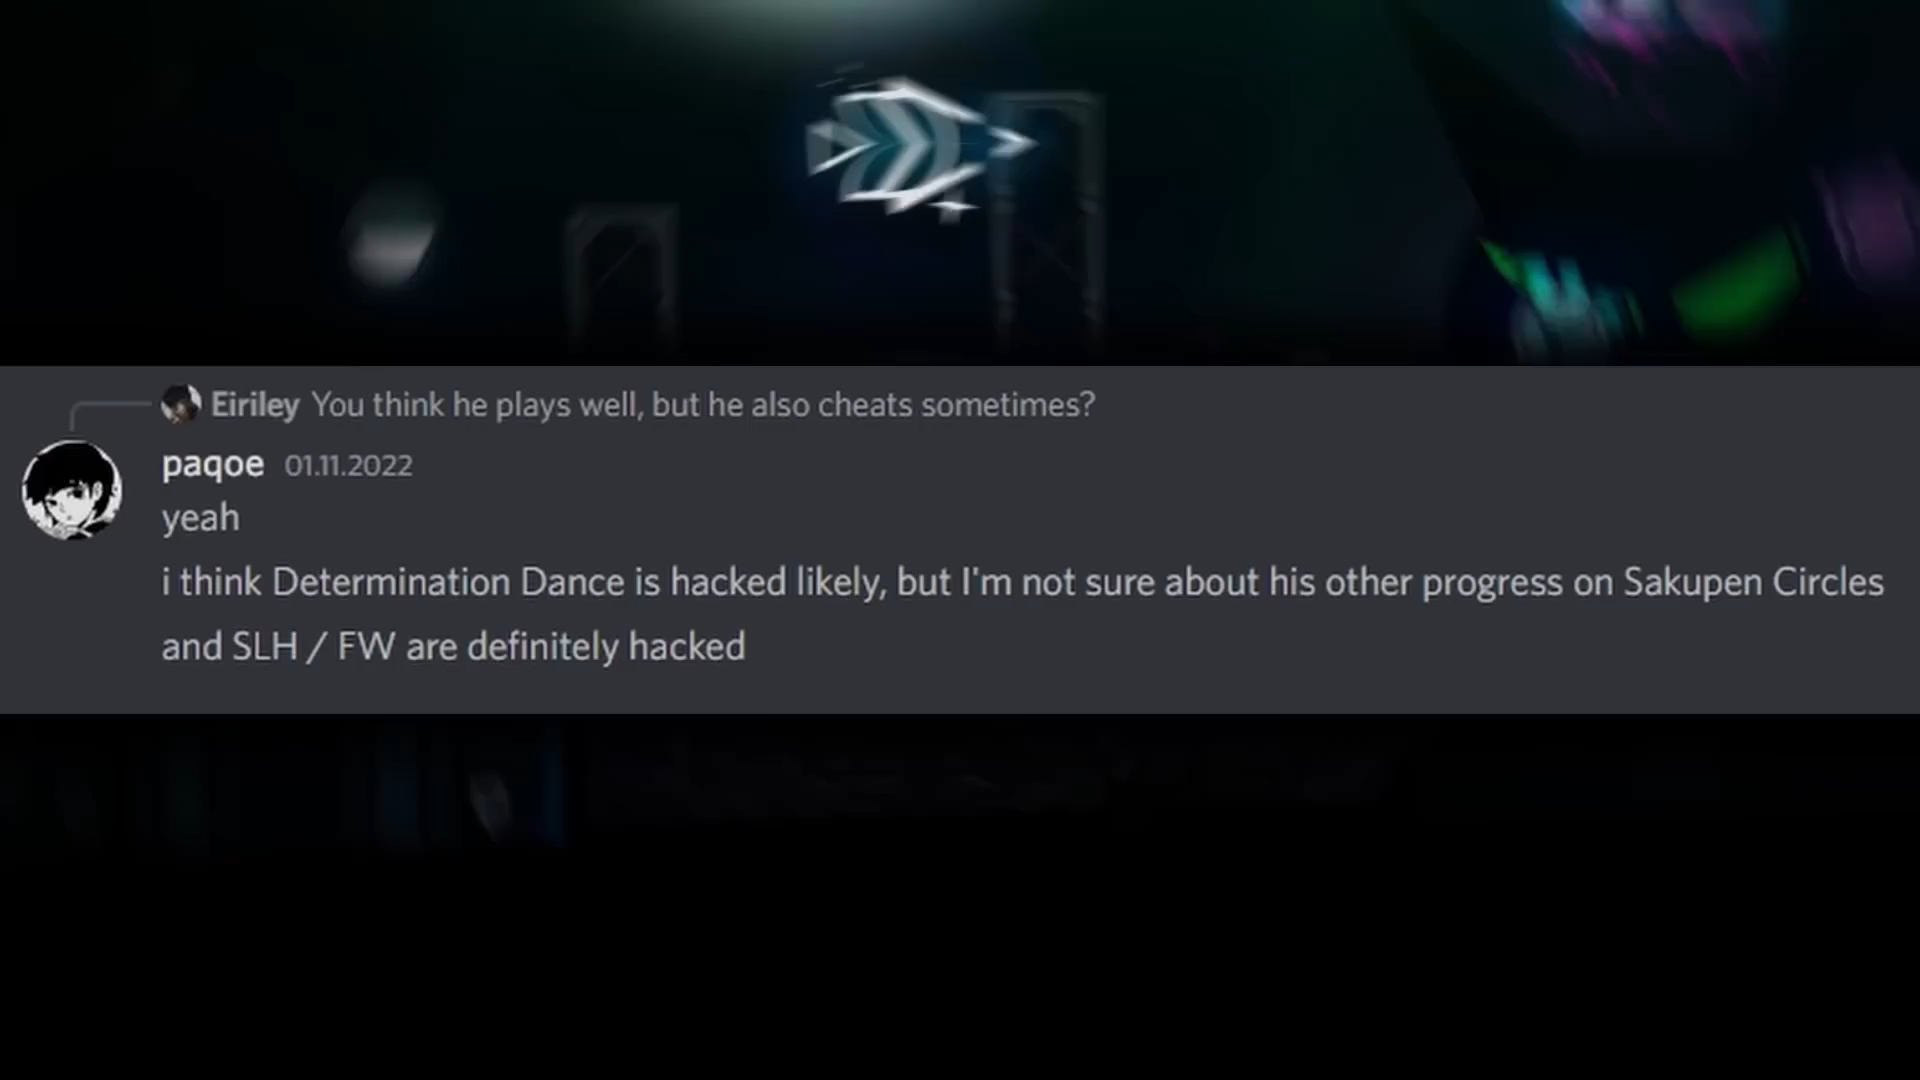 Eiriley You think he plays well, but he also cheats sometimes?
paqoe 01.11.2022
yeah
i think Determination Dance is hacked likely, but I'm not sure about his other progress on Sakupen Circles
and SLH / FW are definitely hacked